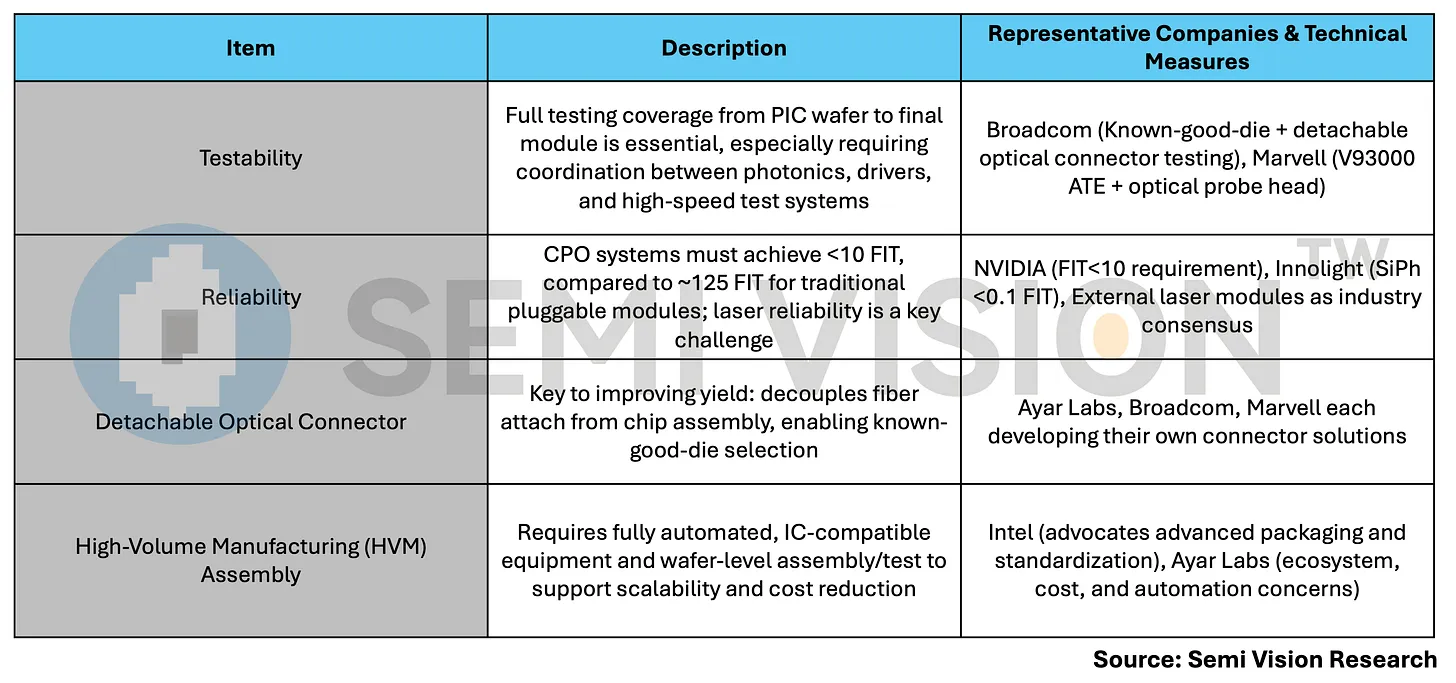 Item
Description
Representative Companies & Technical
Measures
Testability
Full testing coverage from PIC wafer to final
module is essential, especially requiring
coordination between photonics, drivers,
and high-speed test systems
Broadcom (Known-good-die + detachable
optical connector testing), Marvell (V93000
ATE + optical probe head)
Reliability
CPO systems must achieve <10 FIT,
compared to ~125 FIT for traditional
pluggable modules; laser reliability is a key
challenge
NVIDIA (FIT<10 requirement), Innolight (SiPh
<0.1 FIT), External laser modules as industry
consensus
Detachable Optical Connector
Key to improving yield: decouples fiber
attach from chip assembly, enabling known-
good-die selection
Ayar Labs, Broadcom, Marvell each
developing their own connector solutions
High-Volume Manufacturing (HVM)
Assembly
Requires fully automated, IC-compatible
equipment and wafer-level assembly/test to
support scalability and cost reduction
Intel (advocates advanced packaging and
standardization), Ayar Labs (ecosystem,
cost, and automation concerns)
SEMI VISION TW
Source: Semi Vision Research